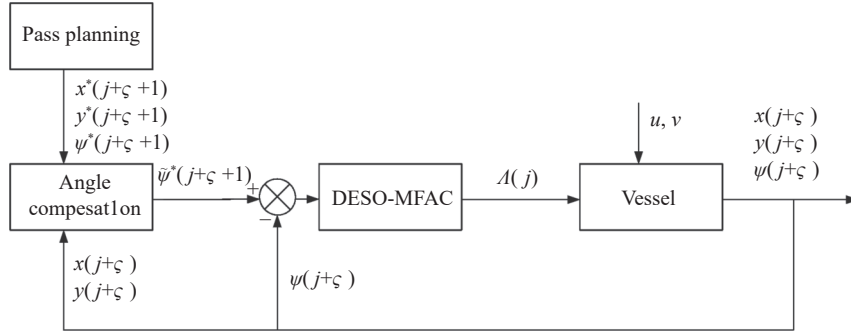 Pass planning
x*(j+ς +1)
y*(j+ς +1)
ψ*(j+ς +1)
Angle
compesat1on
ψ̃*(j+ς +1)
+
−
DESO-MFAC
Λ( j)
u, v
Vessel
x(j+ς )
y(j+ς )
ψ(j+ς )
x(j+ς )
y(j+ς )
ψ(j+ς )